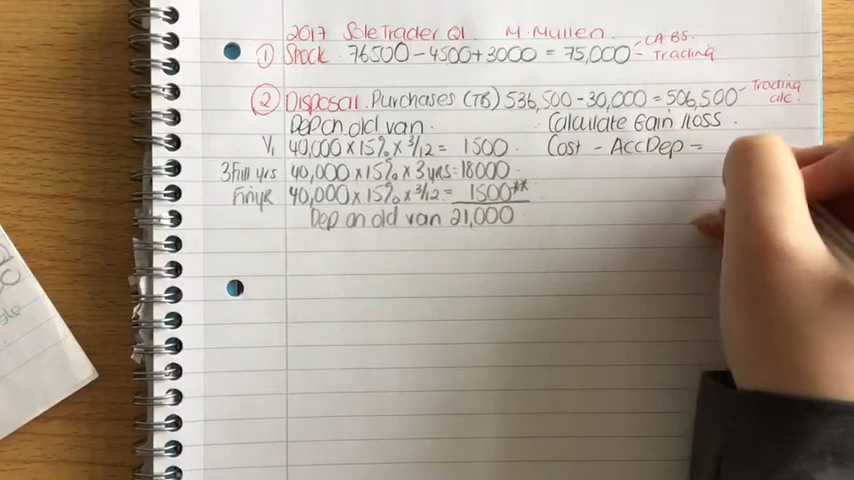 2017 Sole Trader Q1. M. Mullen.
① Stock. 76500 - 4500 + 3000 = 75,000 - CA BS. - Trading
② Disposal. Purchases (TB) 536,500 - 30,000 = 506,500 - Trading a/c.
Dep on old van. Calculate Gain / loss.
Y1 40,000 x 15% x 3/12 = 1500 Cost - AccDep =
3 Full yrs 40,000 x 15% x 3 yrs = 18000
Fin yr 40,000 x 15% x 3/12 = 1500**
Dep on old van 21,000